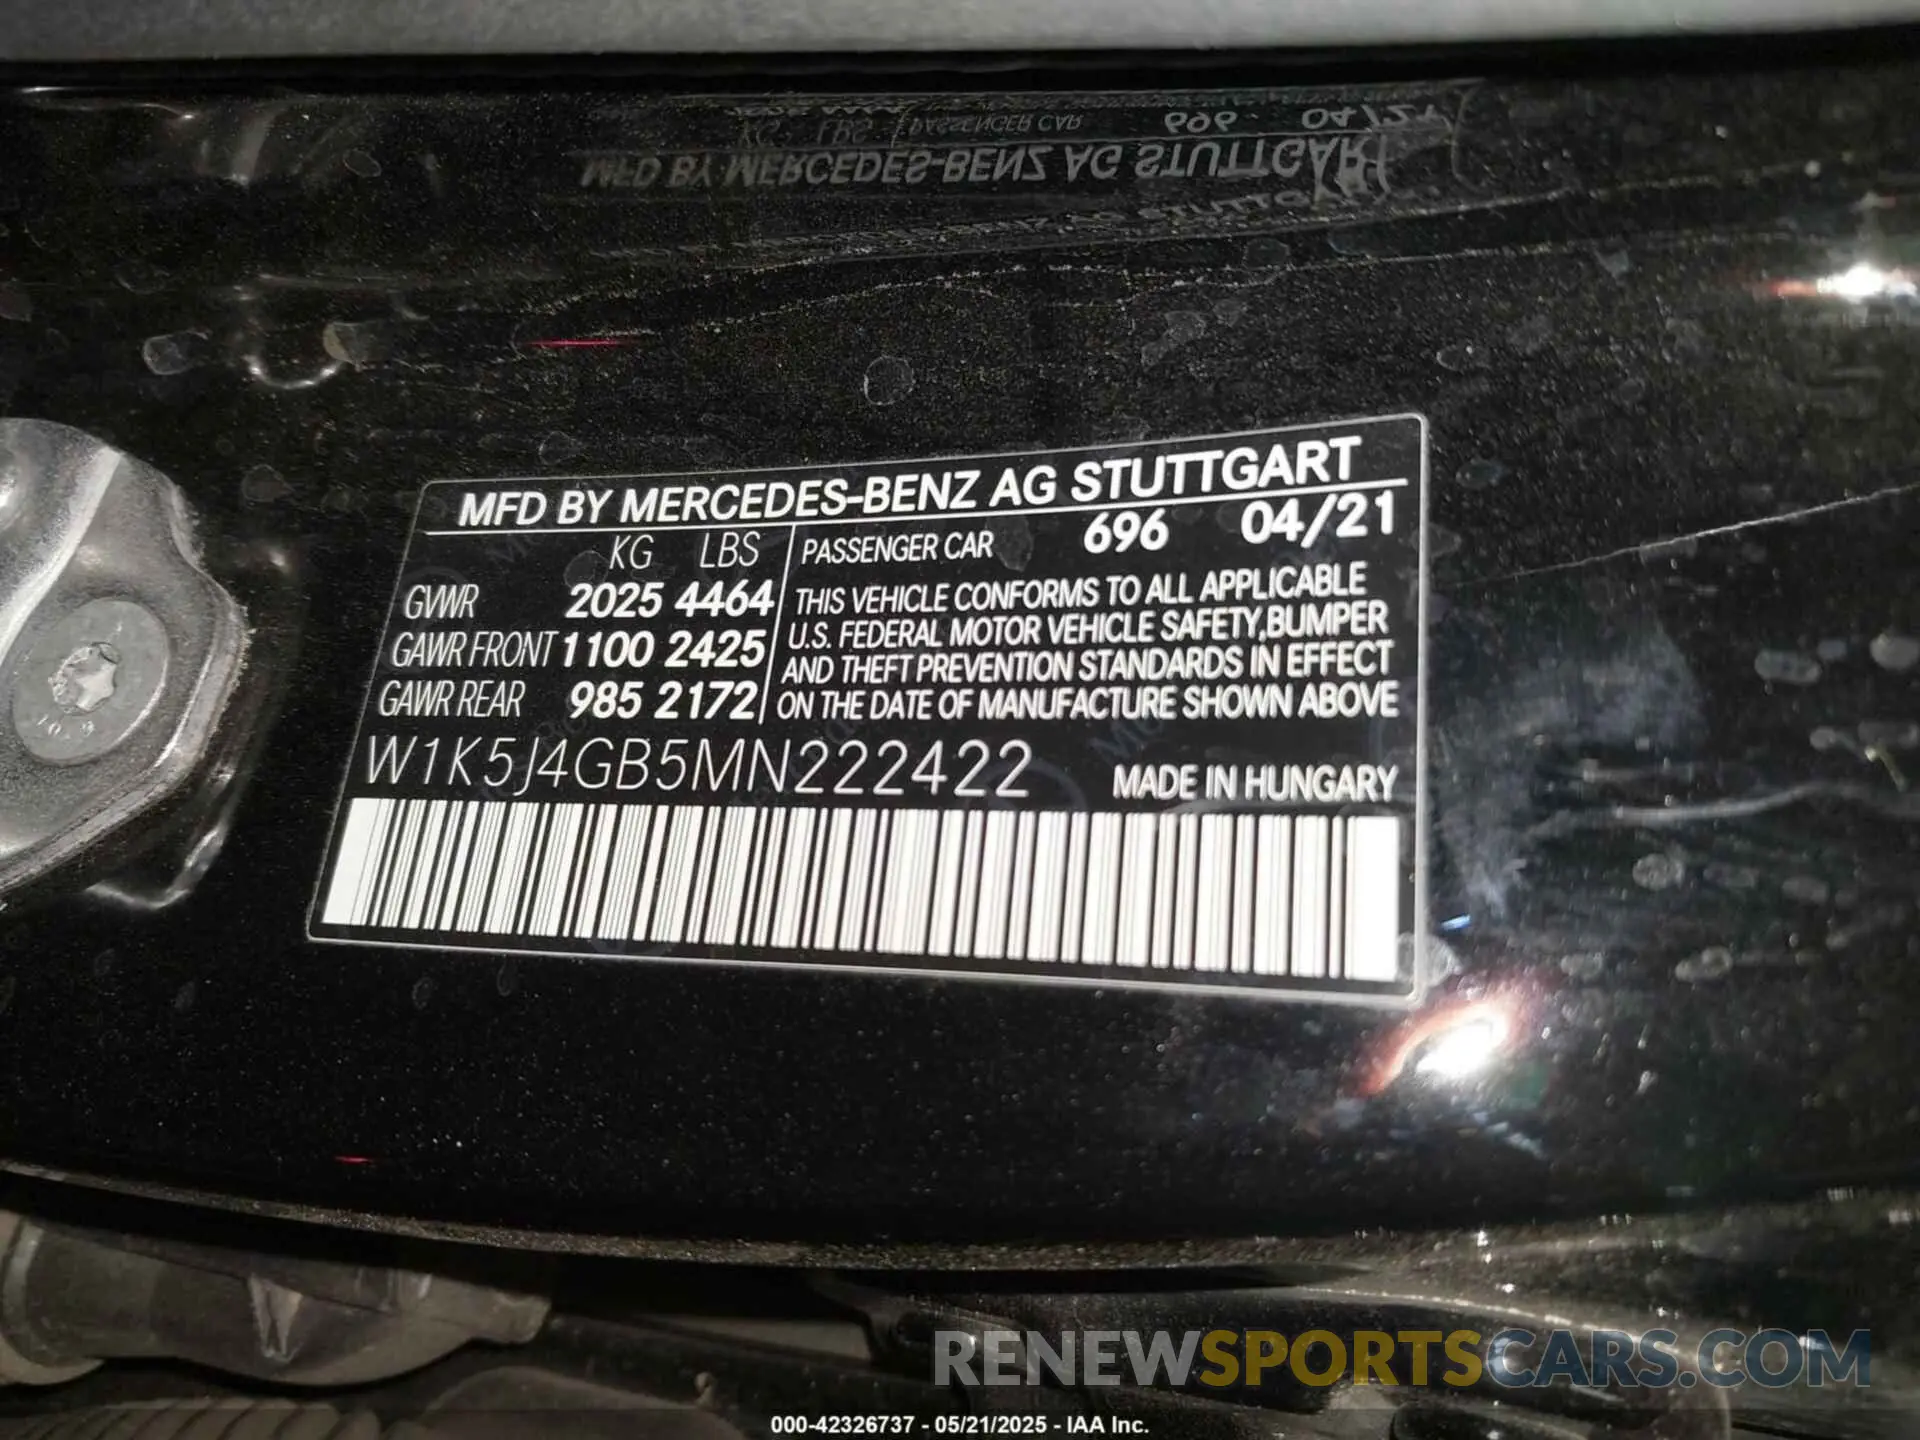 MFD BY MERCEDES-BENZ AG STUTTGART
KG LBS PASSENGER CAR 696 04/21
GVWR 2025 4464
GAWR FRONT 1100 2425
GAWR REAR 985 2172
THIS VEHICLE CONFORMS TO ALL APPLICABLE
U.S. FEDERAL MOTOR VEHICLE SAFETY,BUMPER
AND THEFT PREVENTION STANDARDS IN EFFECT
ON THE DATE OF MANUFACTURE SHOWN ABOVE
W1K5J4GB5MN222422 MADE IN HUNGARY
RENEWSPORTSCARS.COM
000-42326737 - 05/21/2025 - IAA Inc.